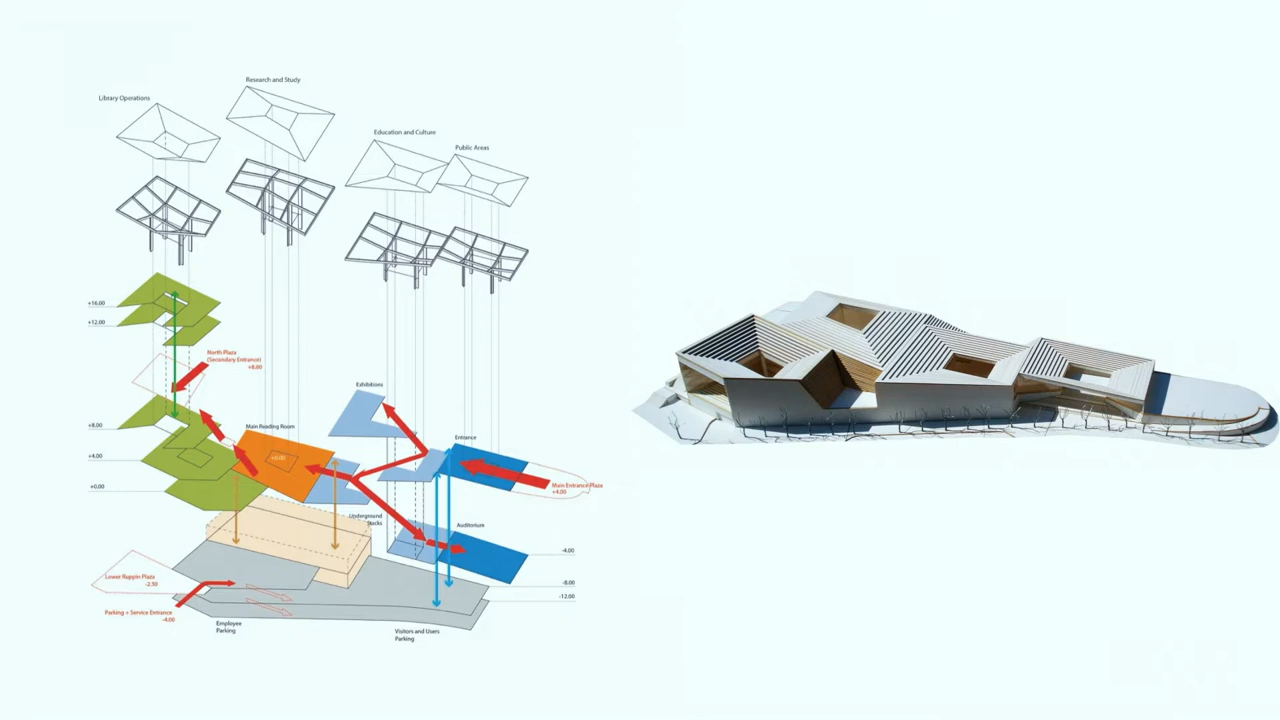 Research and Study
Library Operations
Education and Culture
Public Areas
+16.00
+12.00
North Plaza
(Secondary Entrance)
+8.00
Exhibitions
+8.00
Main Reading Room
Entrance
+4.00
+6.00
Main Entrance Plaza
+4.00
+0.00
Underground
Stacks
Auditorium
-4.00
Lower Ruppin Plaza
-2.50
-8.00
-12.00
Parking + Service Entrance
-4.00
Employee
Parking
Visitors and Users
Parking